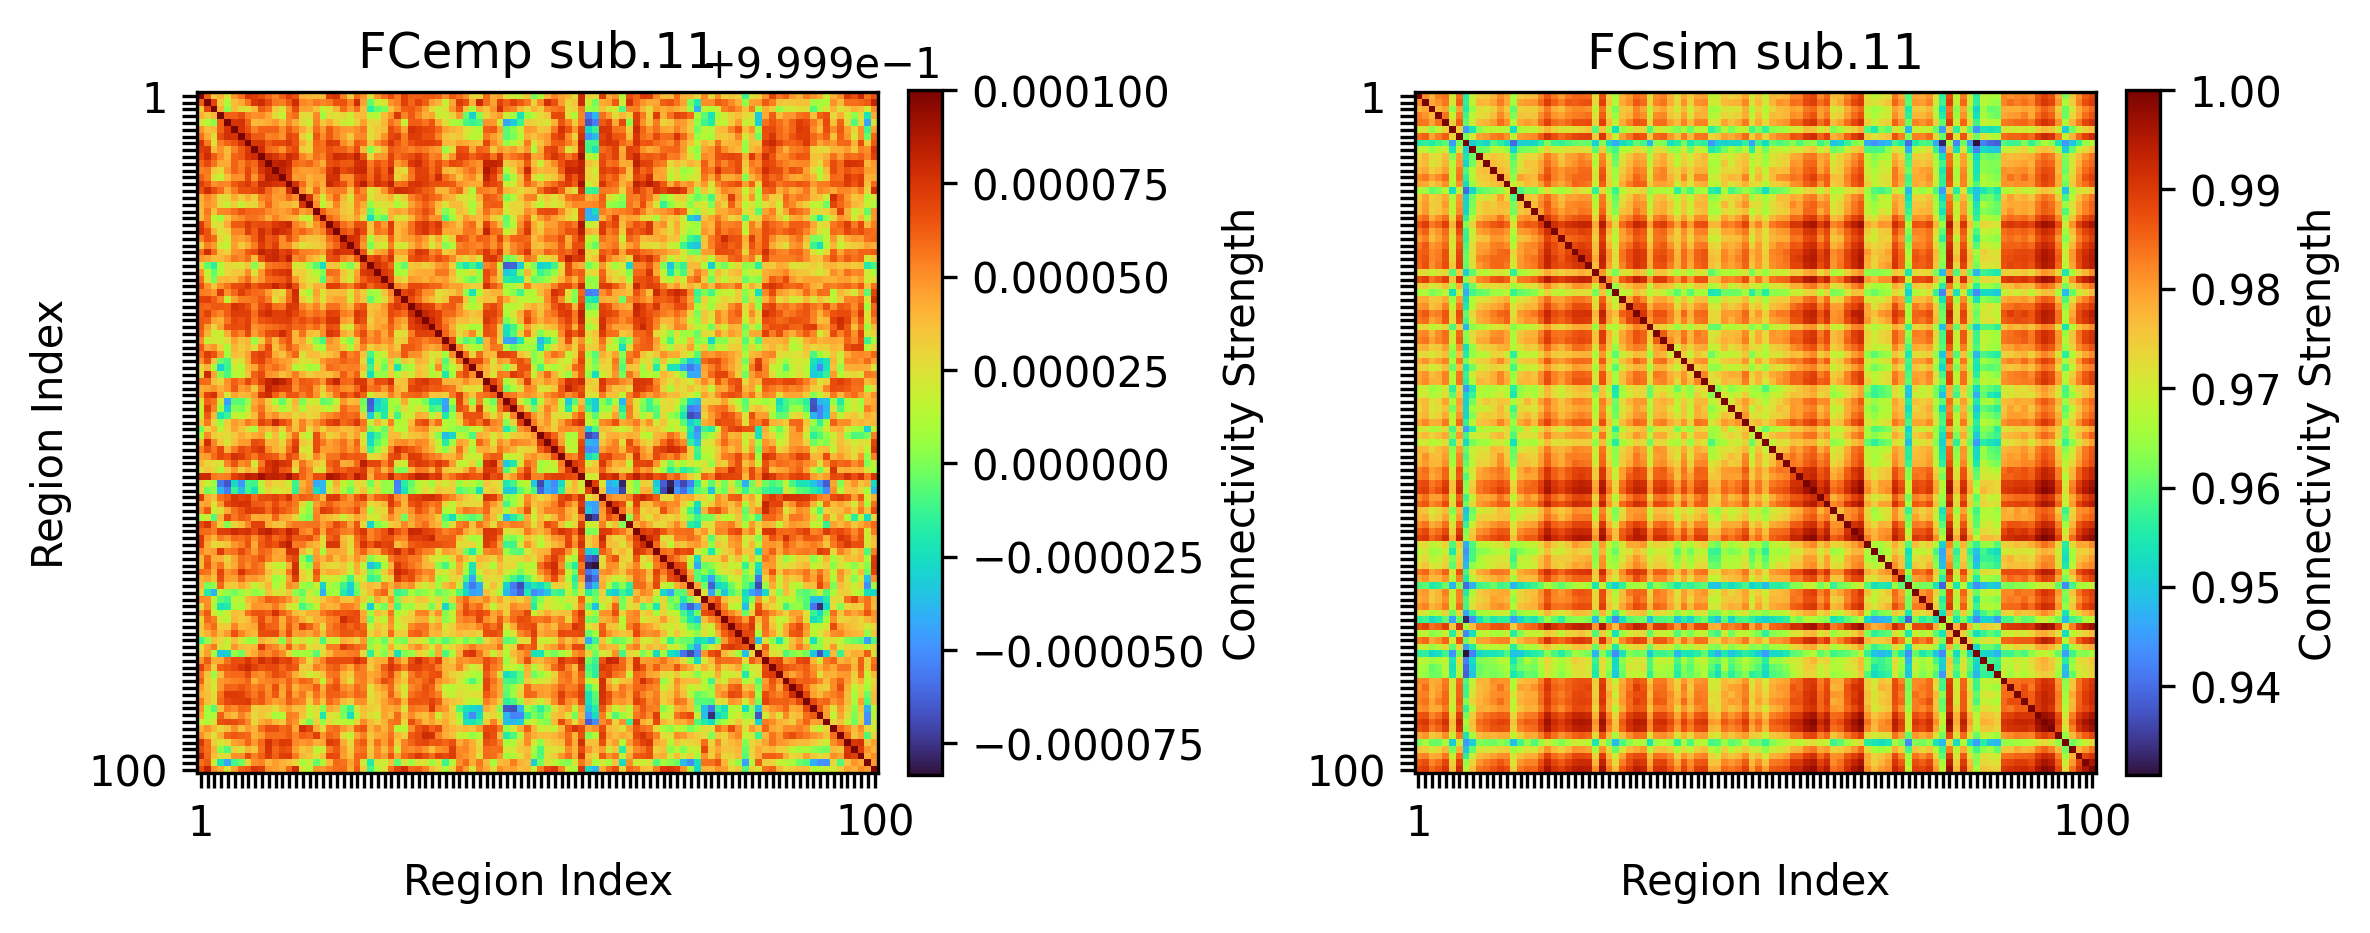 FCemp sub.11
+9.999e−1
1
100
Region Index
1
100
Region Index
0.000100
0.000075
0.000050
0.000025
0.000000
−0.000025
−0.000050
−0.000075
Connectivity Strength
FCsim sub.11
1
100
1
100
Region Index
1.00
0.99
0.98
0.97
0.96
0.95
0.94
Connectivity Strength